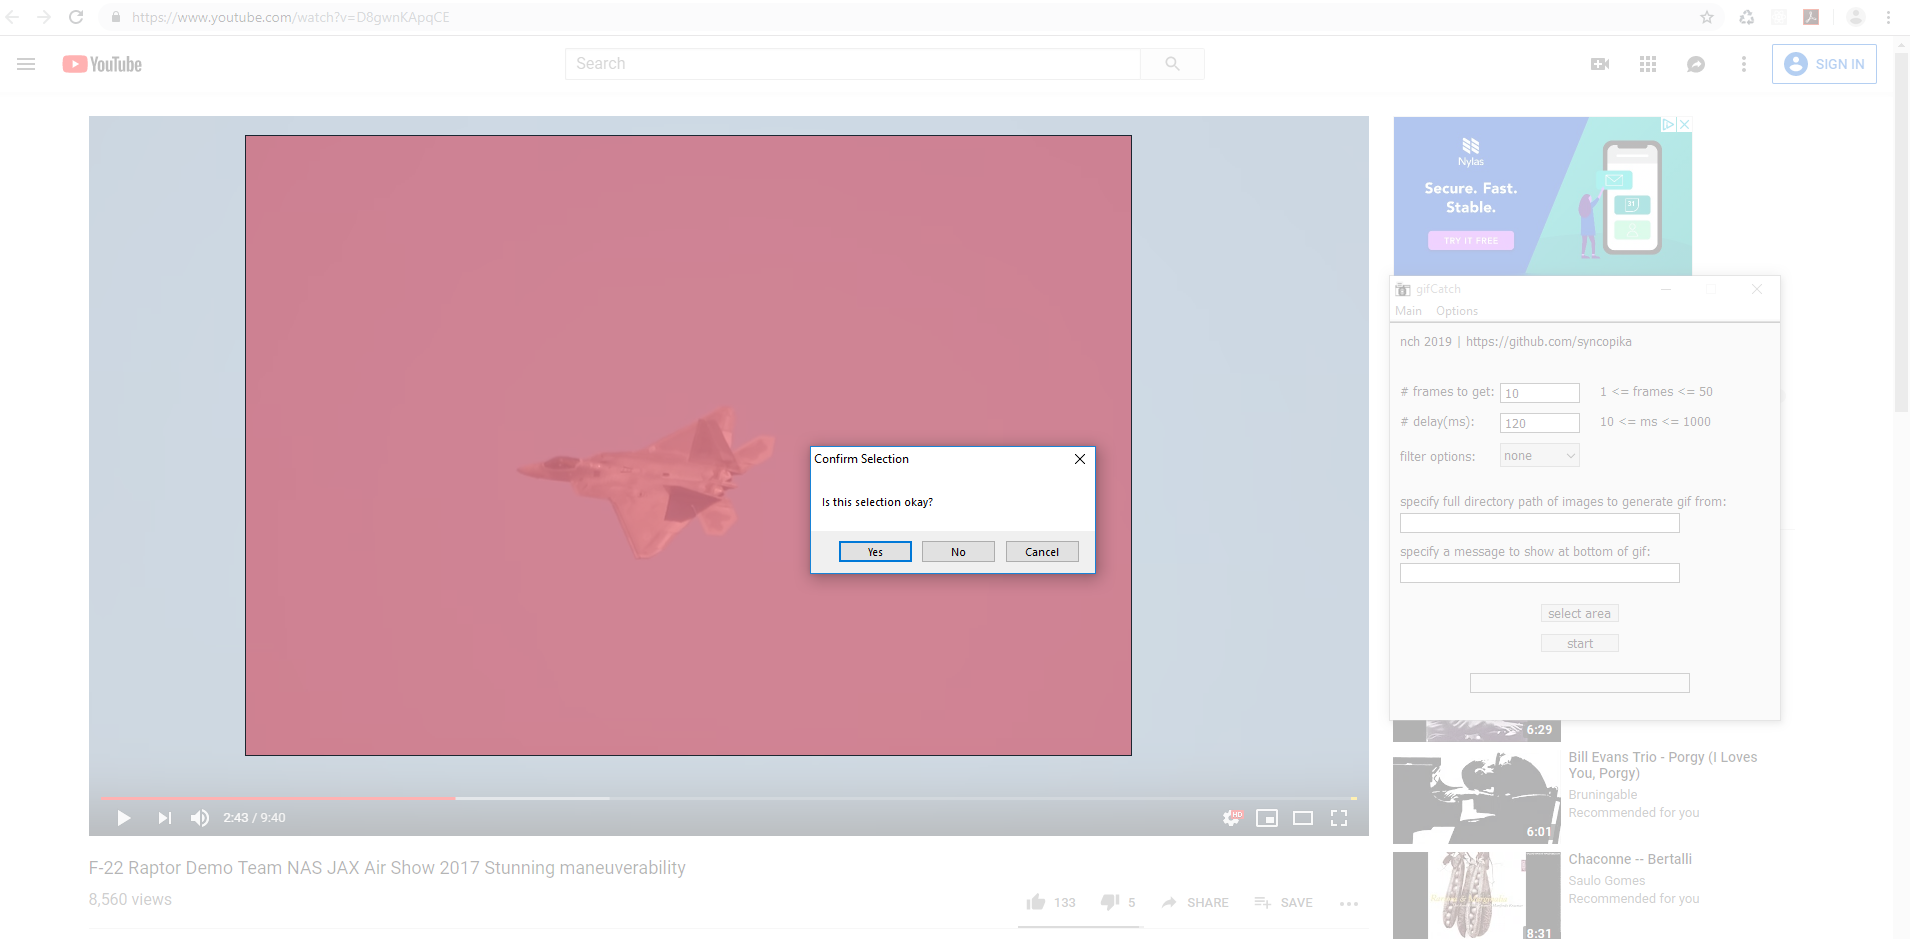 https://www.youtube.com/watch?v=D8gwnKApqCE
YouTube
Search
SIGN IN
Nylas
Secure. Fast.
Stable.
TRY IT FREE
31
gifCatch
Main Options
nch 2019 | https://github.com/syncopika
# frames to get: 10 1 <= frames <= 50
# delay(ms): 120 10 <= ms <= 1000
filter options: none
specify full directory path of images to generate gif from:
specify a message to show at bottom of gif:
select area
start
Confirm Selection
Is this selection okay?
Yes No Cancel
2:43 / 9:40
HD
6:29
Bill Evans Trio - Porgy (I Loves
You, Porgy)
Bruningable
Recommended for you
6:01
Chaconne -- Bertalli
Saulo Gomes
Recommended for you
8:31
F-22 Raptor Demo Team NAS JAX Air Show 2017 Stunning maneuverability
8,560 views
133 5 SHARE SAVE